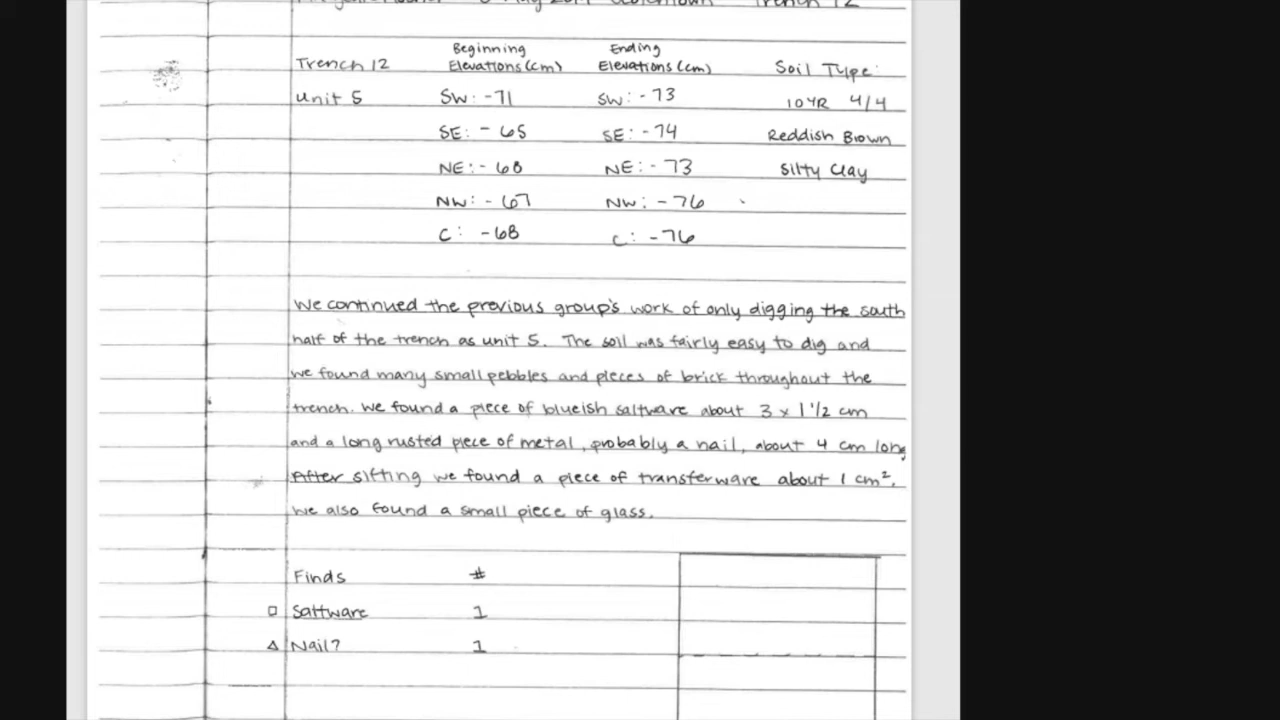 Trench 12
Trench 12 Beginning Elevations (cm) Ending Elevations (cm) Soil Type:
Unit 5 SW: -71 SW: -73 10YR 4/4
SE: -65 SE: -74 Reddish Brown
NE: -68 NE: -73 Silty Clay
NW: -67 NW: -76
C: -68 C: -76
We continued the previous group's work of only digging the south
half of the trench as unit 5. The soil was fairly easy to dig and
we found many small pebbles and pieces of brick throughout the
trench. We found a piece of blueish saltware about 3 x 1 1/2 cm
and a long rusted piece of metal, probably a nail, about 4 cm long
After sifting we found a piece of transferware about 1 cm².
We also found a small piece of glass.
Finds #
□ Saltware 1
△ Nail? 1